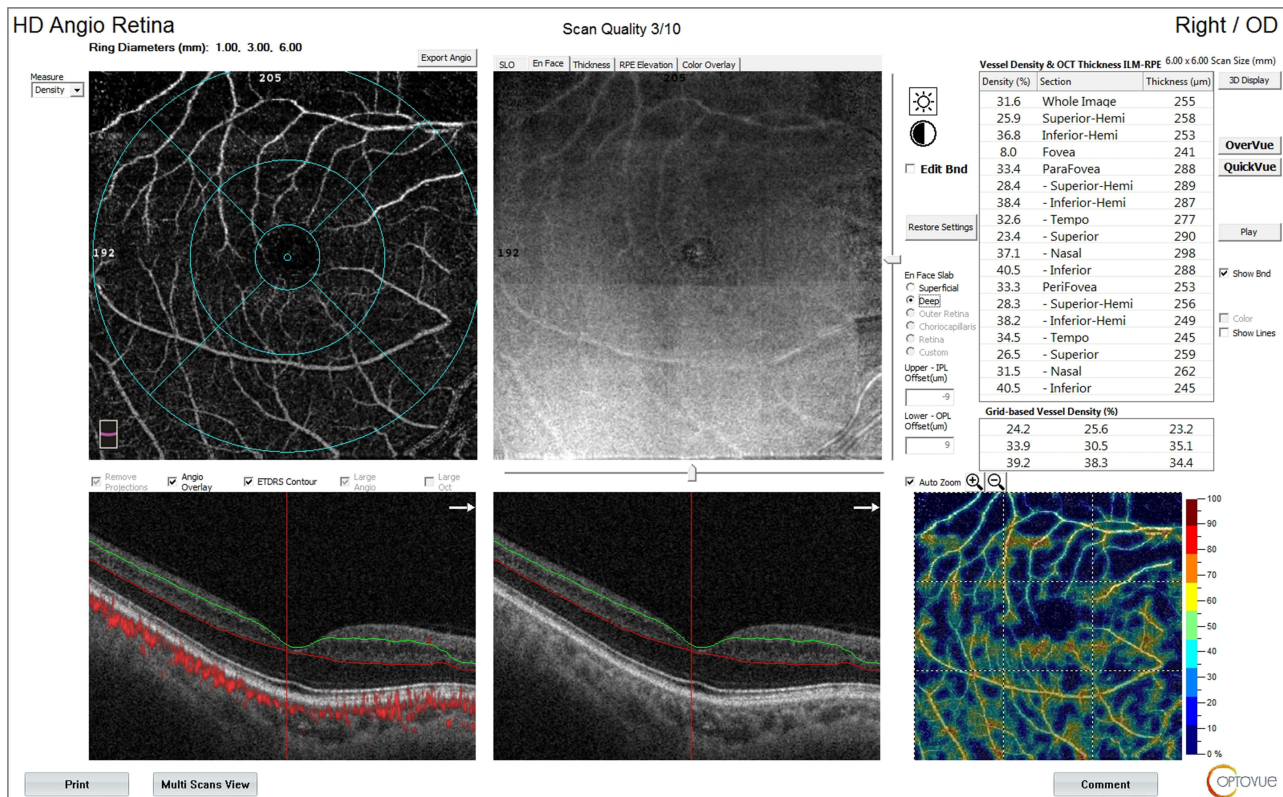 HD Angio Retina
Scan Quality 3/10
Right / OD
Ring Diameters (mm): 1.00, 3.00, 6.00
Export Angio
Measure
Density
205
192
SLO En Face Thickness RPE Elevation Color Overlay
205
192
Edit Bnd
Restore Settings
En Face Slab
Superficial
Deep
Outer Retina
Choriocapillaris
Retina
Custom
Upper - IPL
Offset(um)
-9
Lower - OPL
Offset(um)
9
Vessel Density & OCT Thickness ILM-RPE 6.00 x 6.00 Scan Size (mm)
Density (%) Section Thickness (µm)
31.6 Whole Image 255
25.9 Superior-Hemi 258
36.8 Inferior-Hemi 253
8.0 Fovea 241
33.4 ParaFovea 288
28.4 - Superior-Hemi 289
38.4 - Inferior-Hemi 287
32.6 - Tempo 277
23.4 - Superior 290
37.1 - Nasal 298
40.5 - Inferior 288
33.3 PeriFovea 253
28.3 - Superior-Hemi 256
38.2 - Inferior-Hemi 249
34.5 - Tempo 245
26.5 - Superior 259
31.5 - Nasal 262
40.5 - Inferior 245
Grid-based Vessel Density (%)
24.2 25.6 23.2
33.9 30.5 35.1
39.2 38.3 34.4
3D Display
OverVue
QuickVue
Play
Show Bnd
Color
Show Lines
Remove Projections
Angio Overlay
ETDRS Contour
Large Angio
Large Oct
Auto Zoom
100
90
80
70
60
50
40
30
20
10
0 %
Print
Multi Scans View
Comment
OPTOVUE